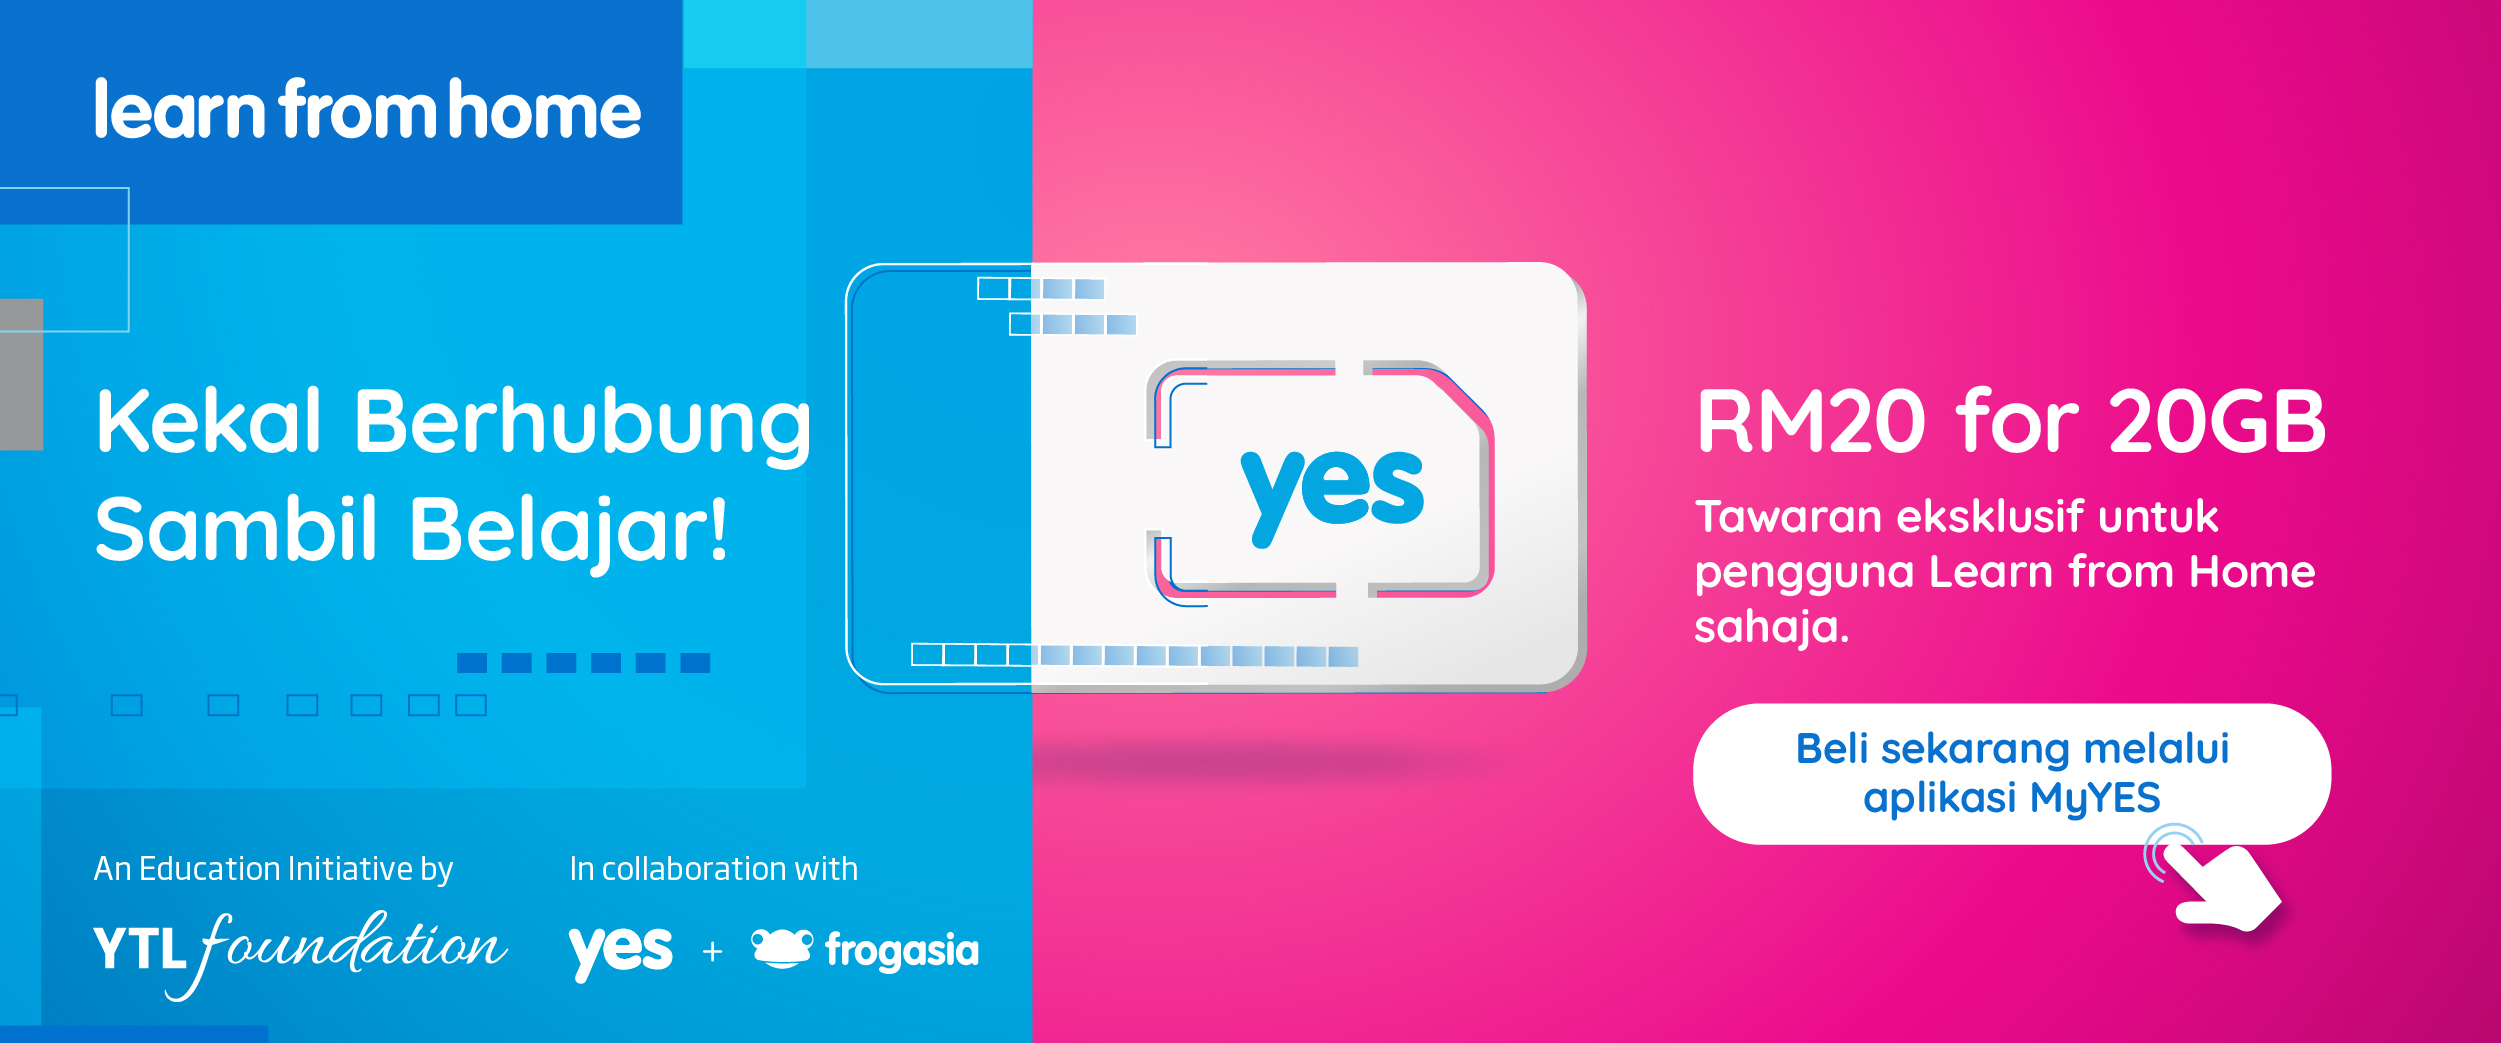 learn from home
Kekal Berhubung
Sambil Belajar!
An Education Initiative by
YTL foundation
In collaboration with
yes + frogasia
yes
RM20 for 20GB
Tawaran eksklusif untuk
pengguna Learn from Home
sahaja.
Beli sekarang melalui
aplikasi MyYES